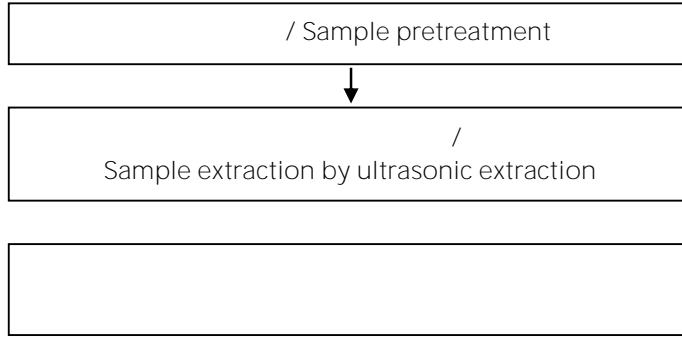 / Sample pretreatment
/
Sample extraction by ultrasonic extraction